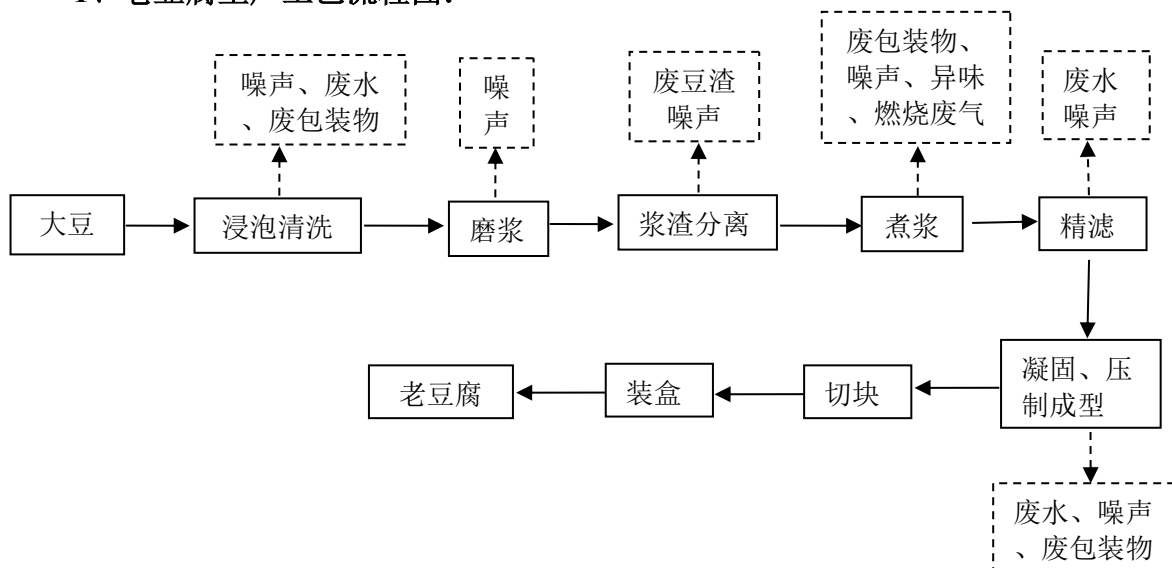 1、老豆腐生产工艺流程图:
噪声、废水
、废包装物
噪
声
废豆渣
噪声
废包装物、
噪声、异味
、燃烧废气
废水
噪声
大豆
浸泡清洗
磨浆
浆渣分离
煮浆
精滤
老豆腐
装盒
切块
凝固、压
制成型
废水、噪声
、废包装物